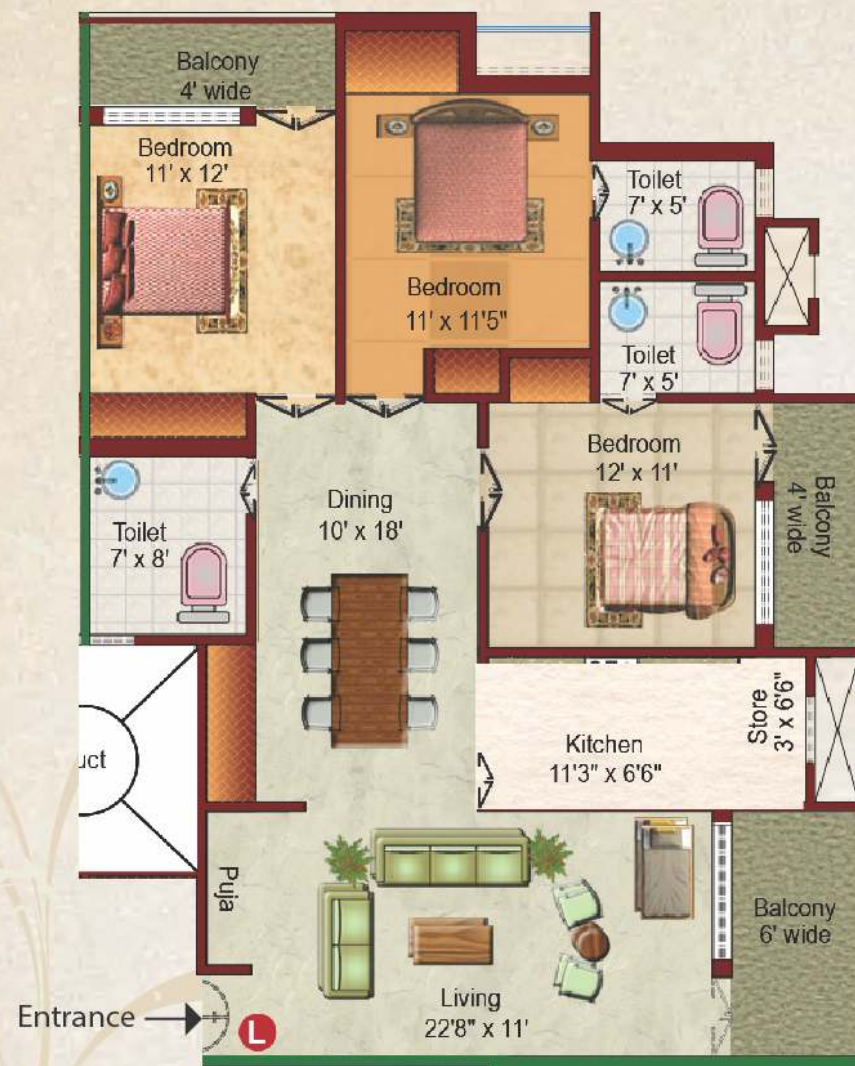 Balcony
4' wide
Bedroom
11' x 12'
Bedroom
11' x 11'5"
Toilet
7' x 5'
Toilet
7' x 5'
Bedroom
12' x 11'
Balcony
4' wide
Dining
10' x 18'
Toilet
7' x 8'
Kitchen
11'3" x 6'6"
Store
3' x 6'6"
uct
Puja
Balcony
6' wide
Living
22'8" x 11'
Entrance
L